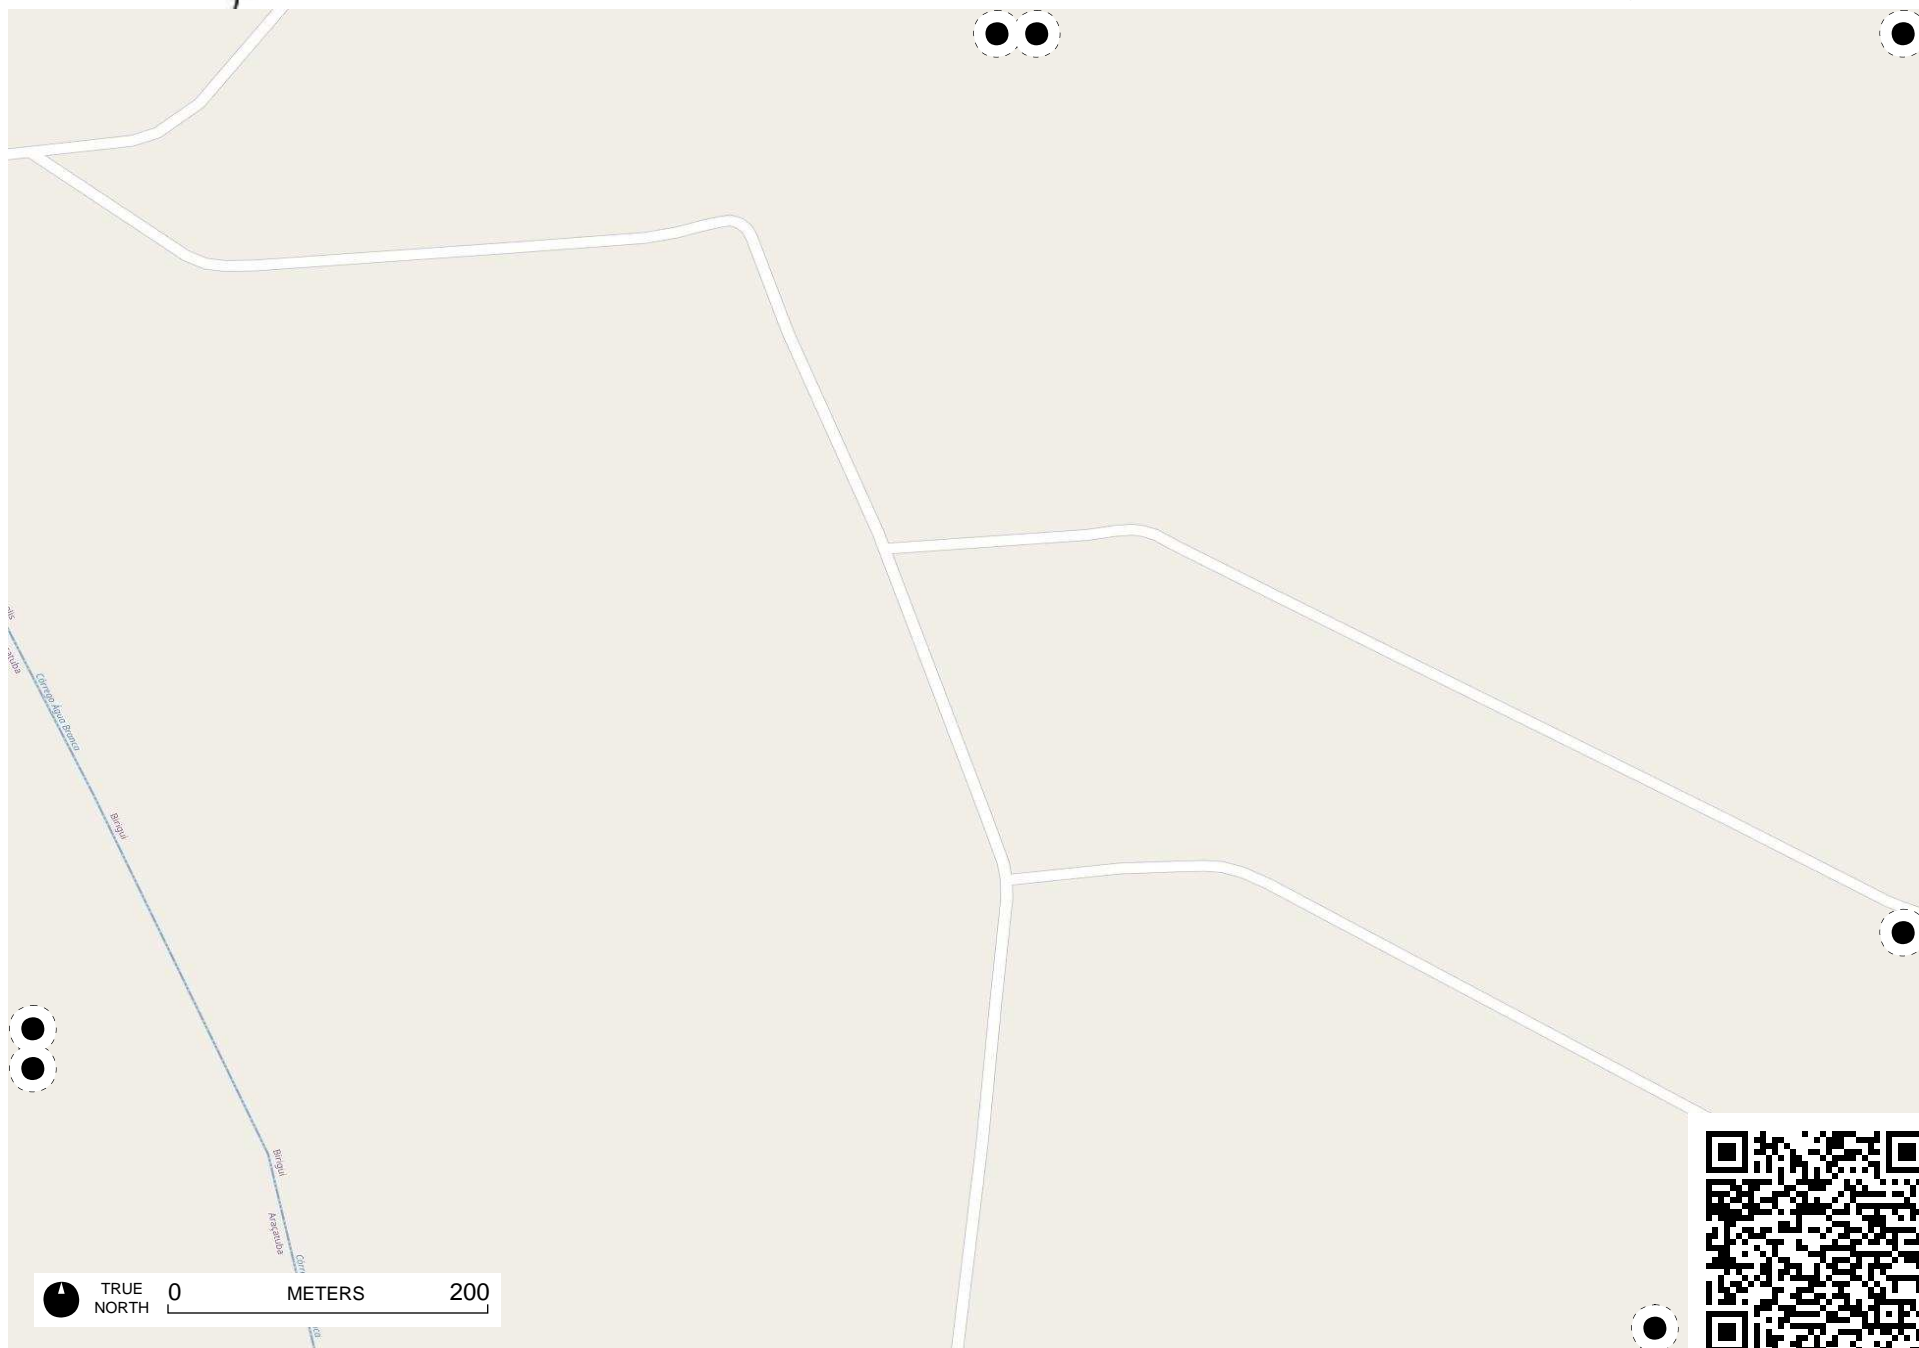 Córrego Água Branca
Birigui
Birigui
Araçatuba
TRUE
NORTH
0 METERS 200